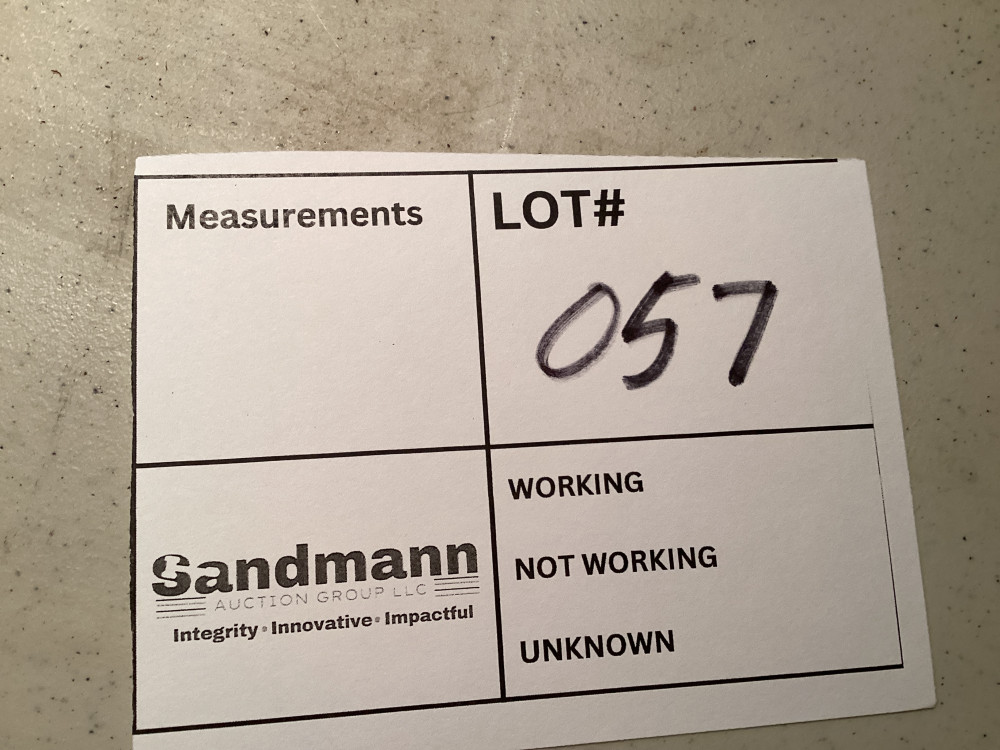 Measurements
LOT#
057
Sandmann
AUCTION GROUP LLC
Integrity • Innovative • Impactful
WORKING
NOT WORKING
UNKNOWN